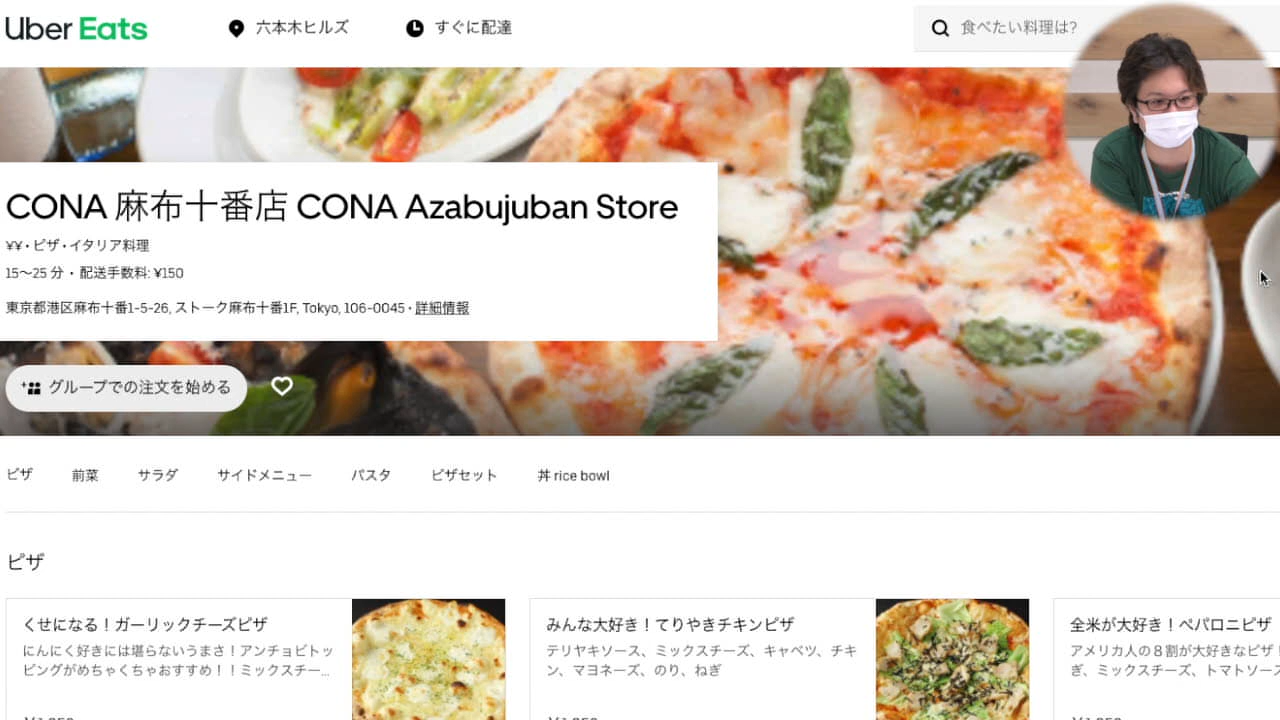 Uber Eats
六本木ヒルズ
すぐに配達
食べたい料理は?
CONA 麻布十番店 CONA Azabujuban Store
¥¥ • ピザ • イタリア料理
15〜25 分 • 配送手数料: ¥150
東京都港区麻布十番1-5-26, ストーク麻布十番1F, Tokyo, 106-0045 • 詳細情報
グループでの注文を始める
ピザ 前菜 サラダ サイドメニュー パスタ ピザセット 丼 rice bowl
ピザ
くせになる！ガーリックチーズピザ
にんにく好きには堪らないうまさ！アンチョビトッ
ピングがめちゃくちゃおすすめ！！ミックスチー...
みんな大好き！てりやきチキンピザ
テリヤキソース、ミックスチーズ、キャベツ、チキ
ン、マヨネーズ、のり、ねぎ
全米が大好き！ペパロニピザ
アメリカ人の８割が大好きなピザ！
ぎ、ミックスチーズ、トマトソース